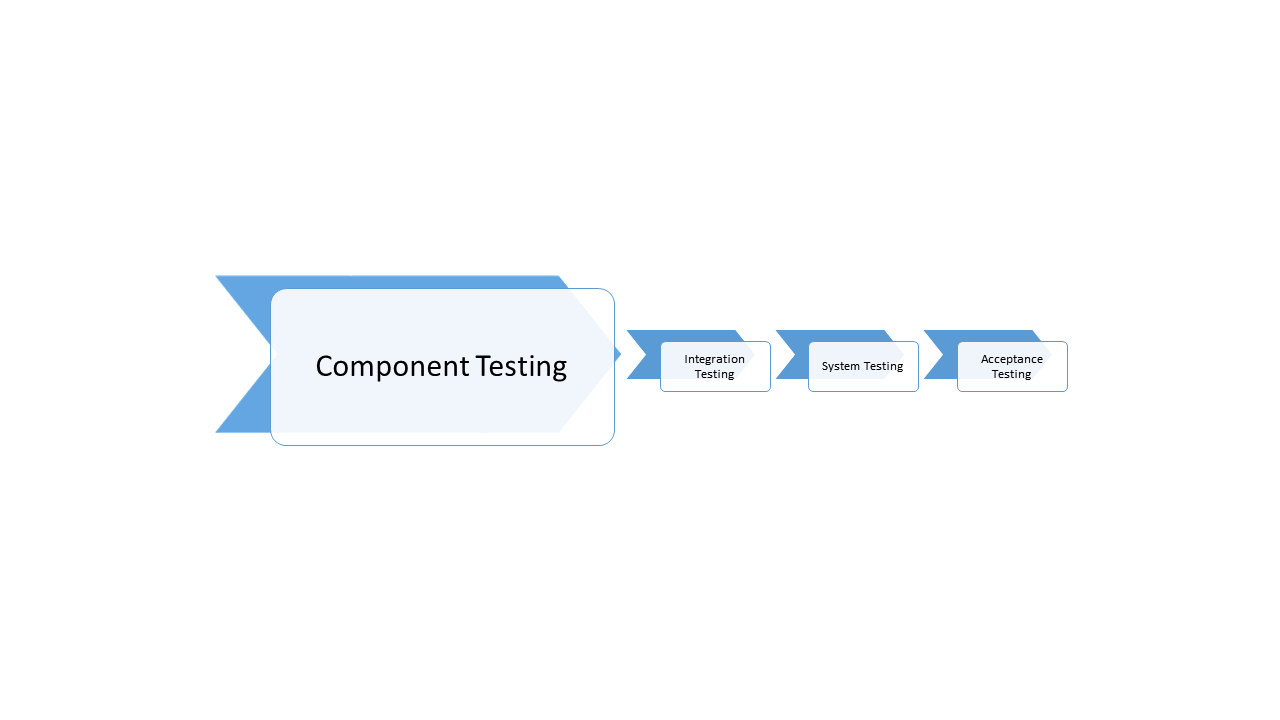 Component Testing
Integration
Testing
System Testing
Acceptance
Testing